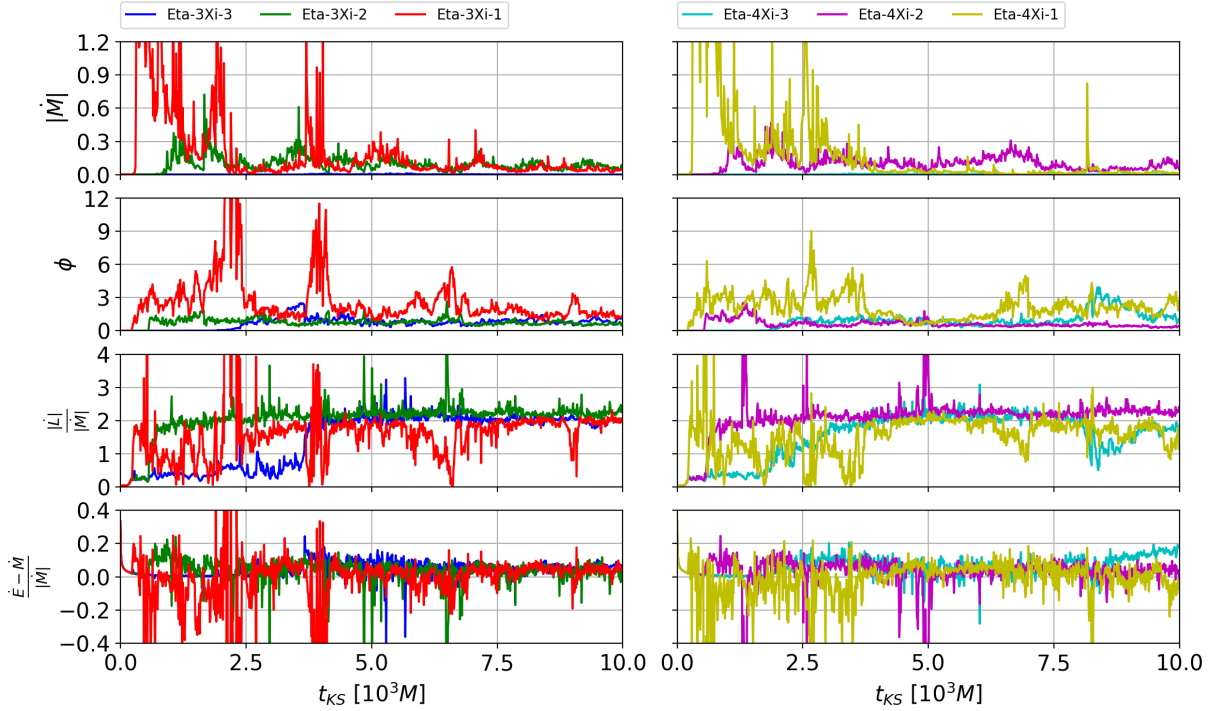 Eta-3Xi-3 Eta-3Xi-2 Eta-3Xi-1
Eta-4Xi-3 Eta-4Xi-2 Eta-4Xi-1
|Ṁ|
1.2
0.9
0.6
0.3
0.0
ϕ
12
9
6
3
0
|L̇|/|Ṁ|
4
3
2
1
0
Ė − Ṁ/|Ṁ|
0.4
0.2
0.0
−0.2
−0.4
0.0 2.5 5.0 7.5 10.0
0.0 2.5 5.0 7.5 10.0
t_KS [10³M]
t_KS [10³M]